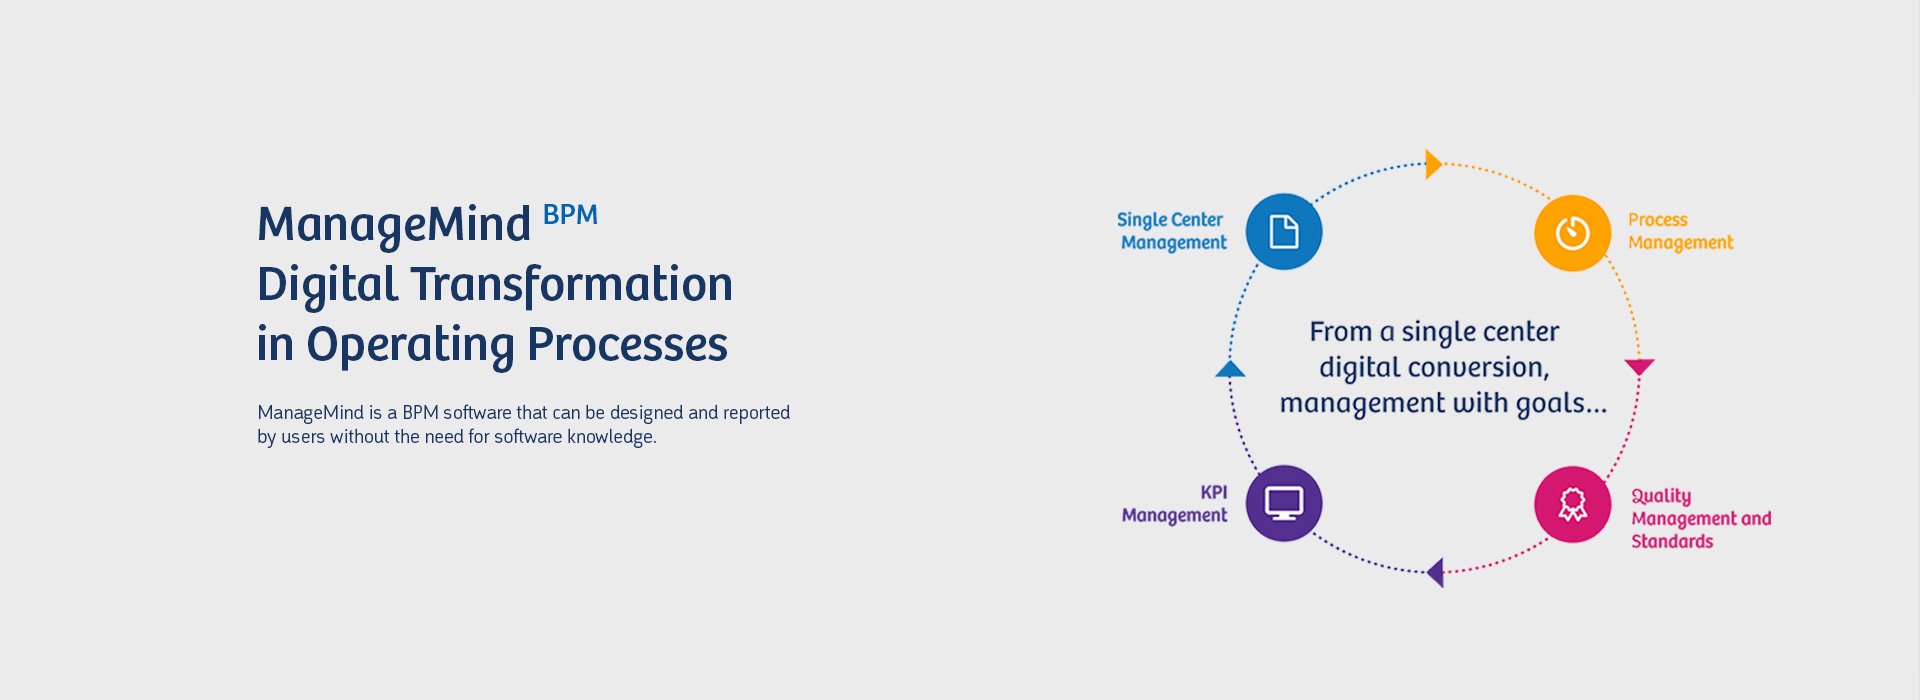 ManageMind BPM
Digital Transformation
in Operating Processes
ManageMind is a BPM software that can be designed and reported
by users without the need for software knowledge.
Single Center
Management
Process
Management
From a single center
digital conversion,
management with goals...
KPI
Management
Quality
Management and
Standards